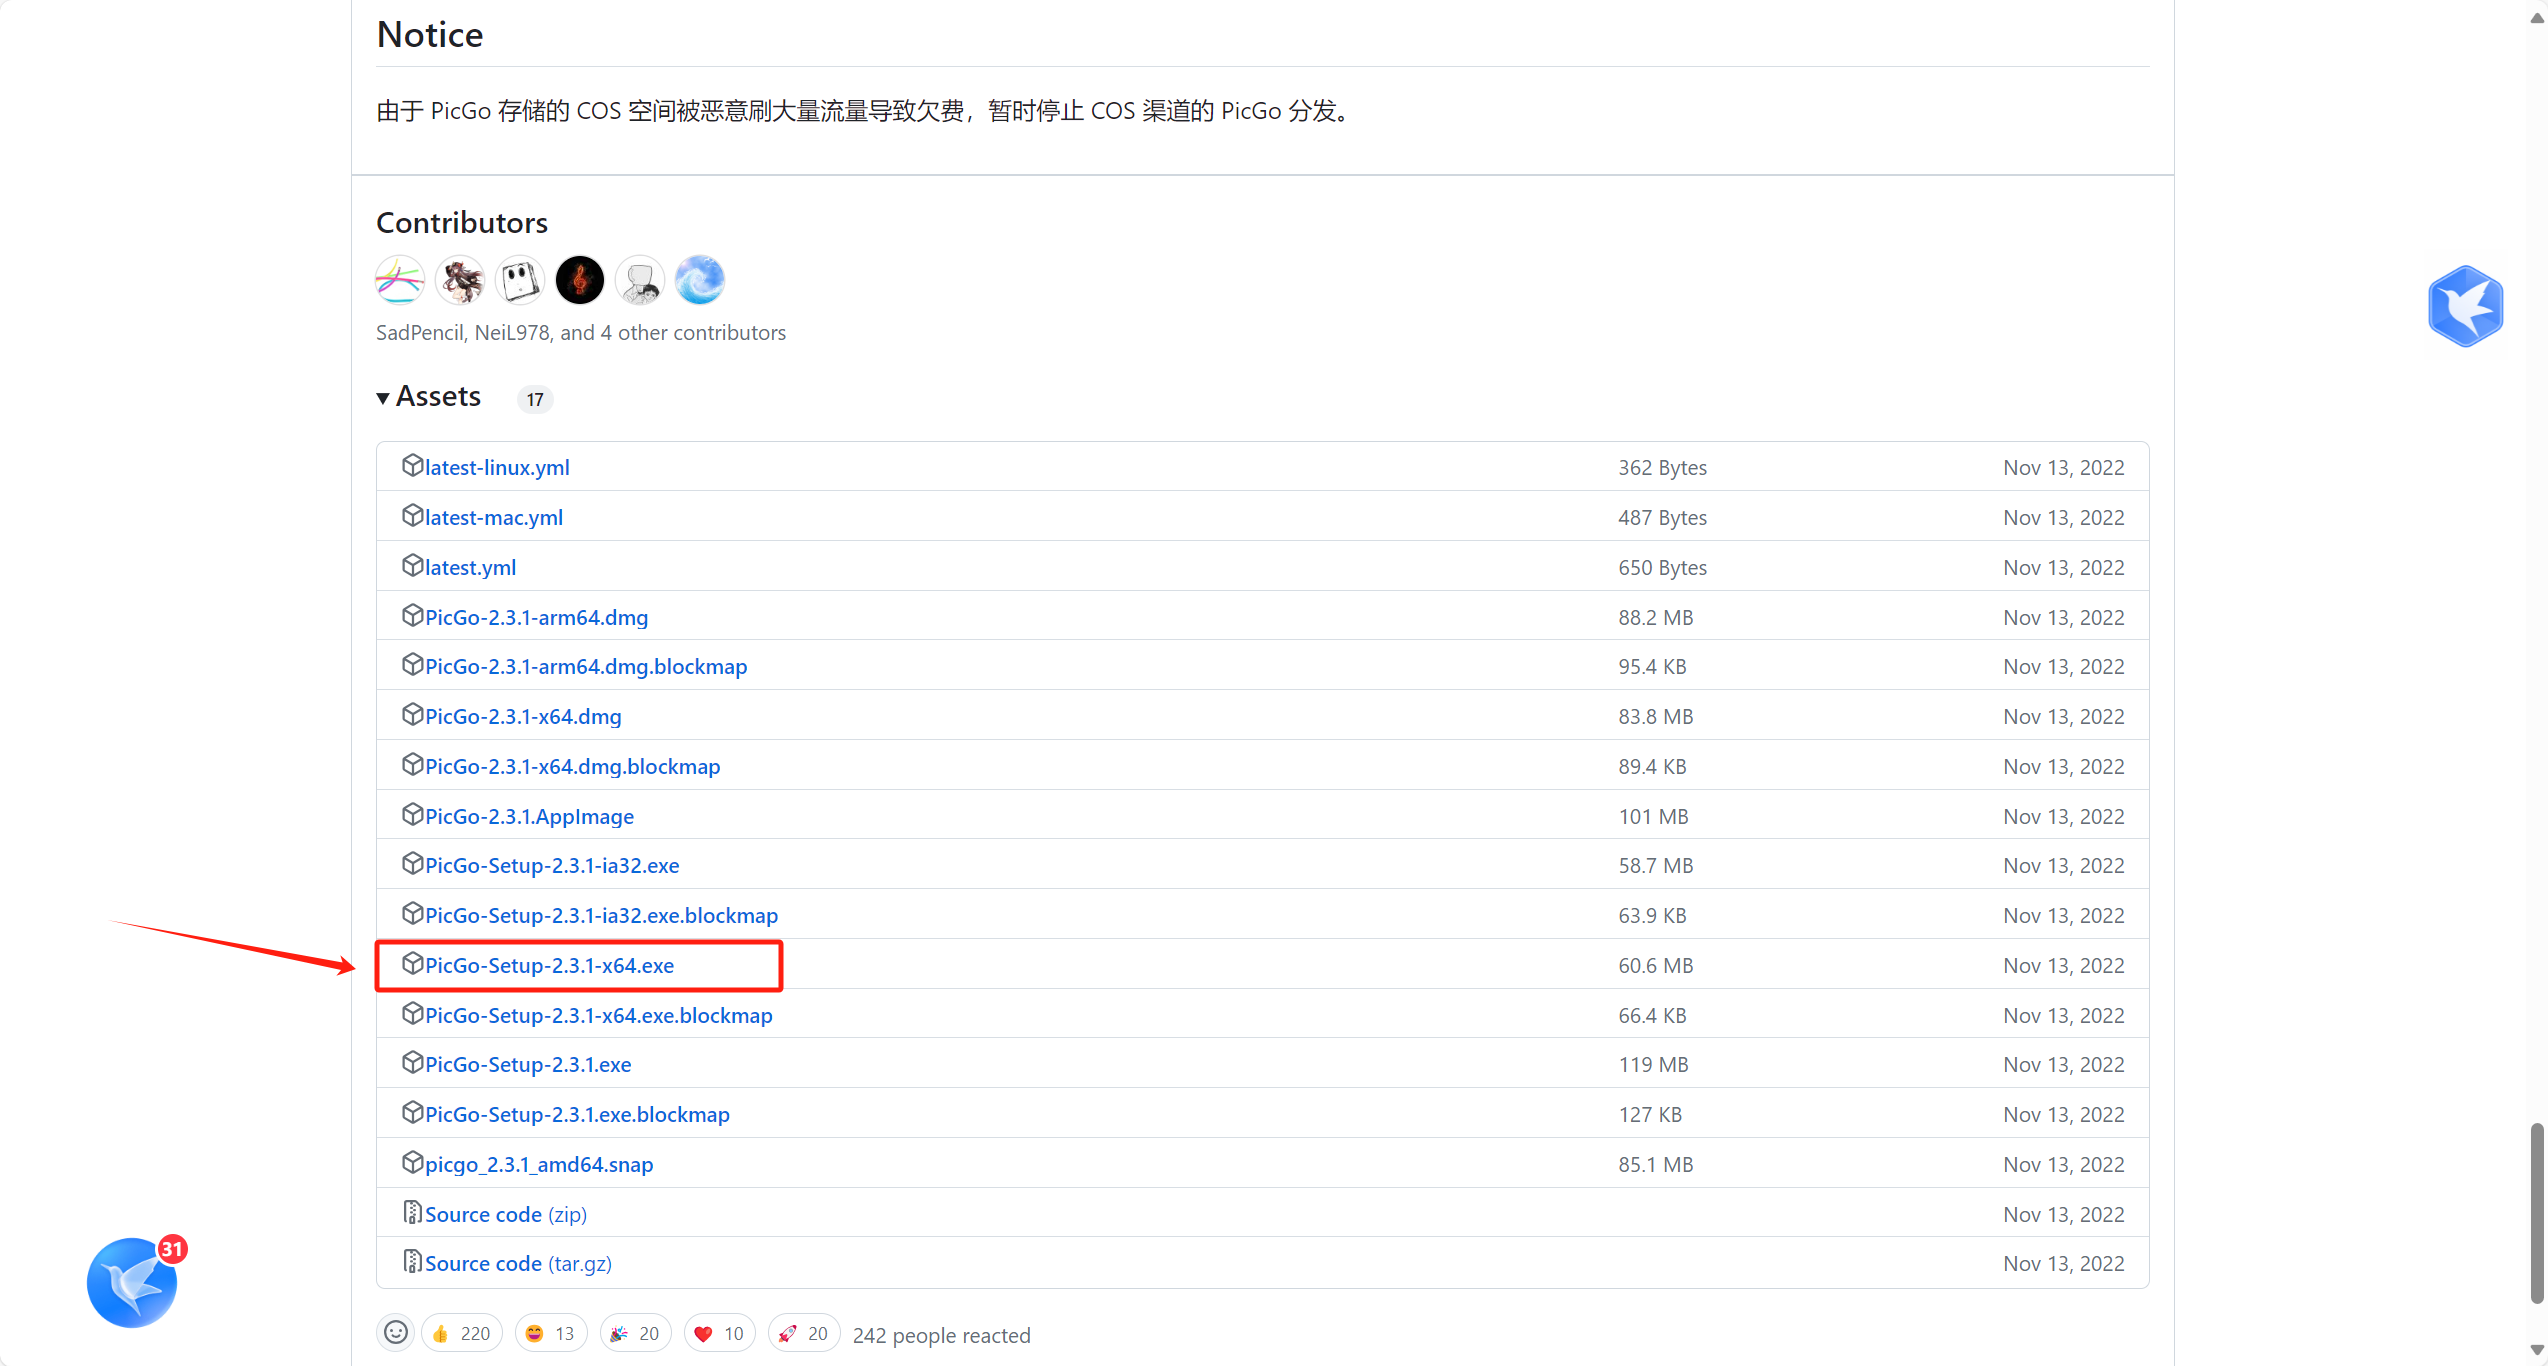 Notice
由于 PicGo 存储的 COS 空间被恶意刷大量流量导致欠费，暂时停止 COS 渠道的 PicGo 分发。
Contributors
SadPencil, NeiL978, and 4 other contributors
Assets 17
latest-linux.yml 362 Bytes Nov 13, 2022
latest-mac.yml 487 Bytes Nov 13, 2022
latest.yml 650 Bytes Nov 13, 2022
PicGo-2.3.1-arm64.dmg 88.2 MB Nov 13, 2022
PicGo-2.3.1-arm64.dmg.blockmap 95.4 KB Nov 13, 2022
PicGo-2.3.1-x64.dmg 83.8 MB Nov 13, 2022
PicGo-2.3.1-x64.dmg.blockmap 89.4 KB Nov 13, 2022
PicGo-2.3.1.AppImage 101 MB Nov 13, 2022
PicGo-Setup-2.3.1-ia32.exe 58.7 MB Nov 13, 2022
PicGo-Setup-2.3.1-ia32.exe.blockmap 63.9 KB Nov 13, 2022
PicGo-Setup-2.3.1-x64.exe 60.6 MB Nov 13, 2022
PicGo-Setup-2.3.1-x64.exe.blockmap 66.4 KB Nov 13, 2022
PicGo-Setup-2.3.1.exe 119 MB Nov 13, 2022
PicGo-Setup-2.3.1.exe.blockmap 127 KB Nov 13, 2022
picgo_2.3.1_amd64.snap 85.1 MB Nov 13, 2022
Source code (zip) Nov 13, 2022
Source code (tar.gz) Nov 13, 2022
31
220 13 20 10 20 242 people reacted